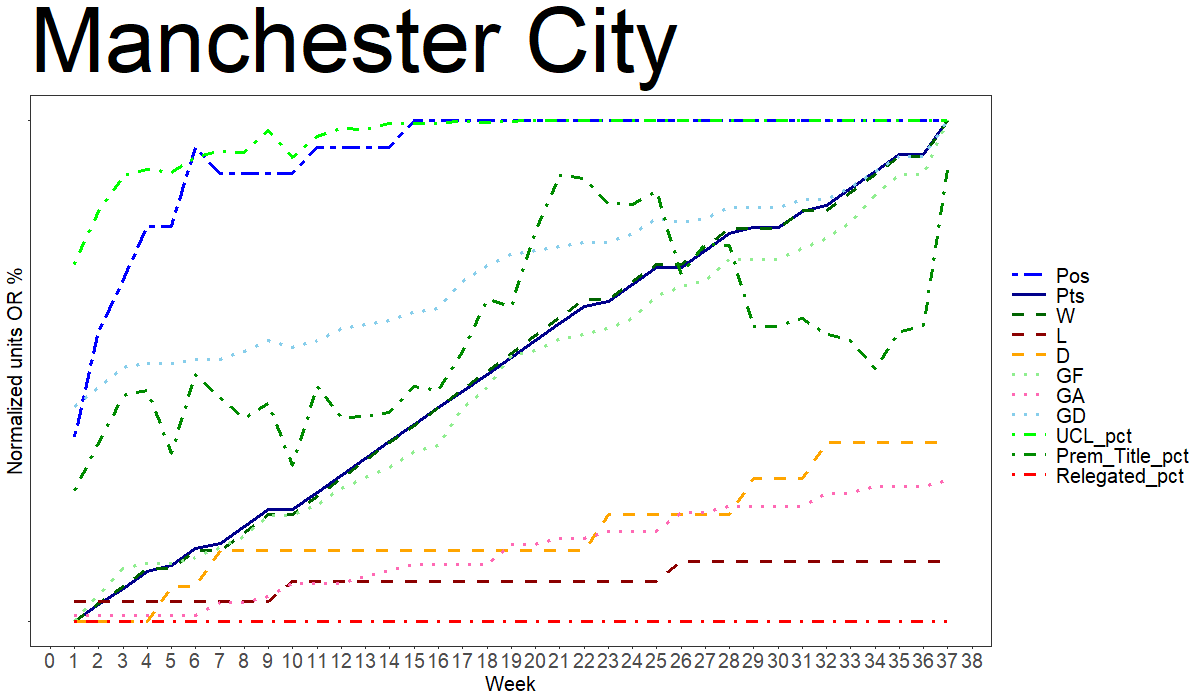 Manchester City
Normalized units OR %
Pos
Pts
W
L
D
GF
GA
GD
UCL_pct
Prem_Title_pct
Relegated_pct
0 1 2 3 4 5 6 7 8 9 10 11 12 13 14 15 16 17 18 19 20 21 22 23 24 25 26 27 28 29 30 31 32 33 34 35 36 37 38
Week